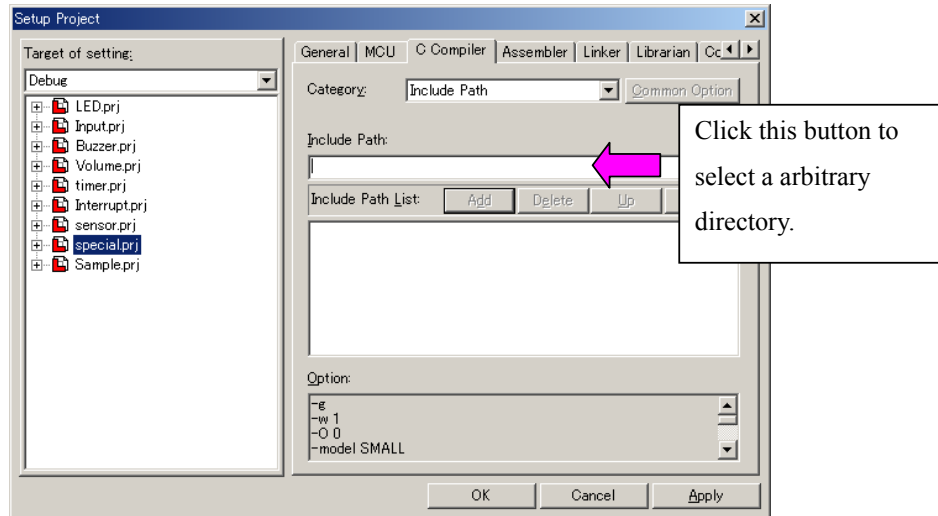 Setup Project
Target of setting:
Debug
LED.prj
Input.prj
Buzzer.prj
Volume.prj
timer.prj
Interrupt.prj
sensor.prj
special.prj
Sample.prj
General MCU C Compiler Assembler Linker Librarian
Category: Include Path Common Option
Include Path:
Include Path List: Add Delete Up
Click this button to
select a arbitrary
directory.
Option:
-g
-w 1
-O 0
-model SMALL
OK Cancel Apply